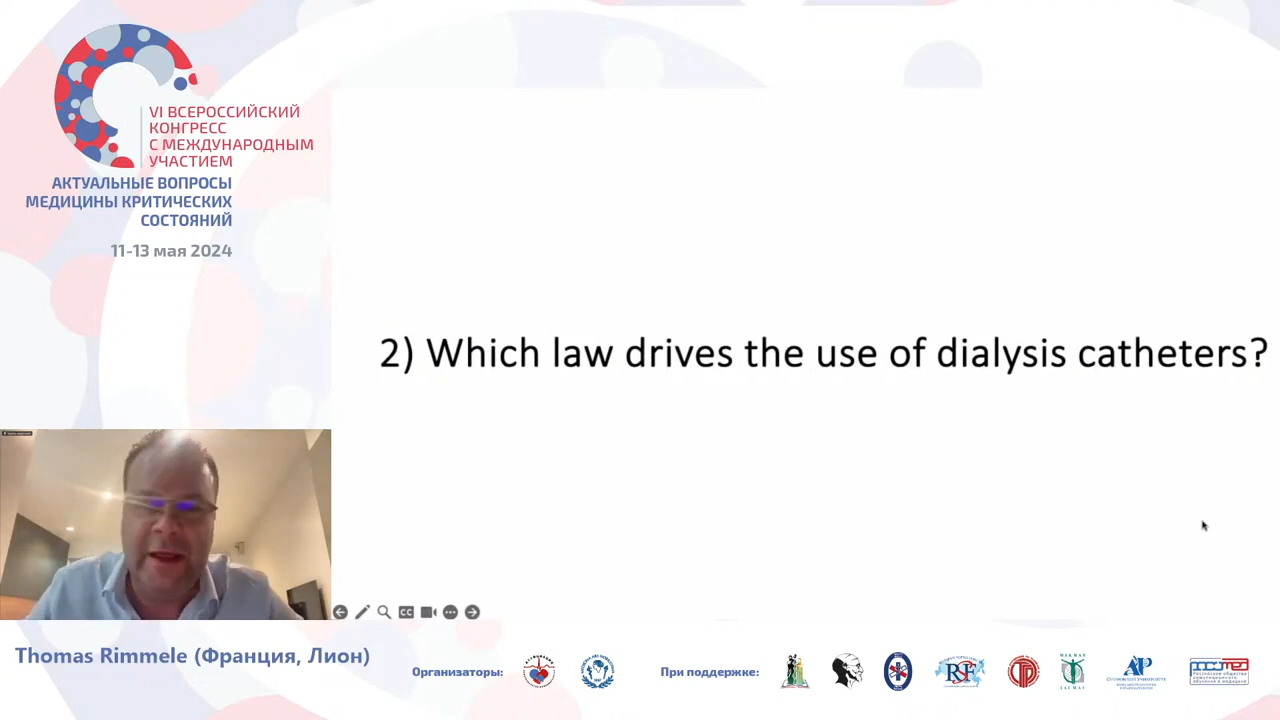 VI ВСЕРОССИЙСКИЙ
КОНГРЕСС
С МЕЖДУНАРОДНЫМ
УЧАСТИЕМ
АКТУАЛЬНЫЕ ВОПРОСЫ
МЕДИЦИНЫ КРИТИЧЕСКИХ
СОСТОЯНИЙ
11-13 мая 2024
2) Which law drives the use of dialysis catheters?
CC
Thomas Rimmele (Франция, Лион)
Организаторы:
При поддержке: